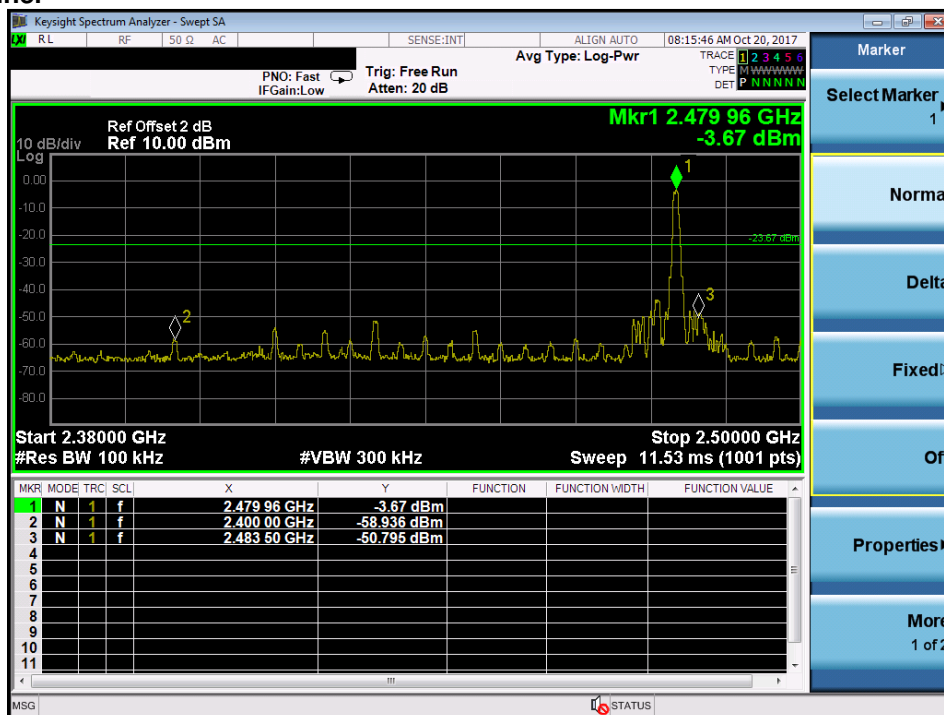 Keysight Spectrum Analyzer - Swept SA
LXI RL RF 50 Ω AC SENSE:INT ALIGN AUTO 08:15:46 AM Oct 20, 2017
PNO: Fast Trig: Free Run Avg Type: Log-Pwr TRACE 1 2 3 4 5 6
IFGain:Low Atten: 20 dB TYPE M WWWWW
DET P N N N N N
Mkr1 2.479 96 GHz
-3.67 dBm
Ref Offset 2 dB
10 dB/div Ref 10.00 dBm
Log
1
0.00
-10.0
-20.0
-23.67 dBm
-30.0
-40.0
3
-50.0
2
-60.0
-70.0
-80.0
Start 2.38000 GHz Stop 2.50000 GHz
#Res BW 100 kHz #VBW 300 kHz Sweep 11.53 ms (1001 pts)
MKR MODE TRC SCL X Y FUNCTION FUNCTION WIDTH FUNCTION VALUE
1 N 1 f 2.479 96 GHz -3.67 dBm
2 N 1 f 2.400 00 GHz -58.936 dBm
3 N 1 f 2.483 50 GHz -50.795 dBm
4
5
6
7
8
9
10
11
MSG STATUS
Marker
Select Marker
1
Norma
Delta
Fixed
Of
Properties
More
1 of 2